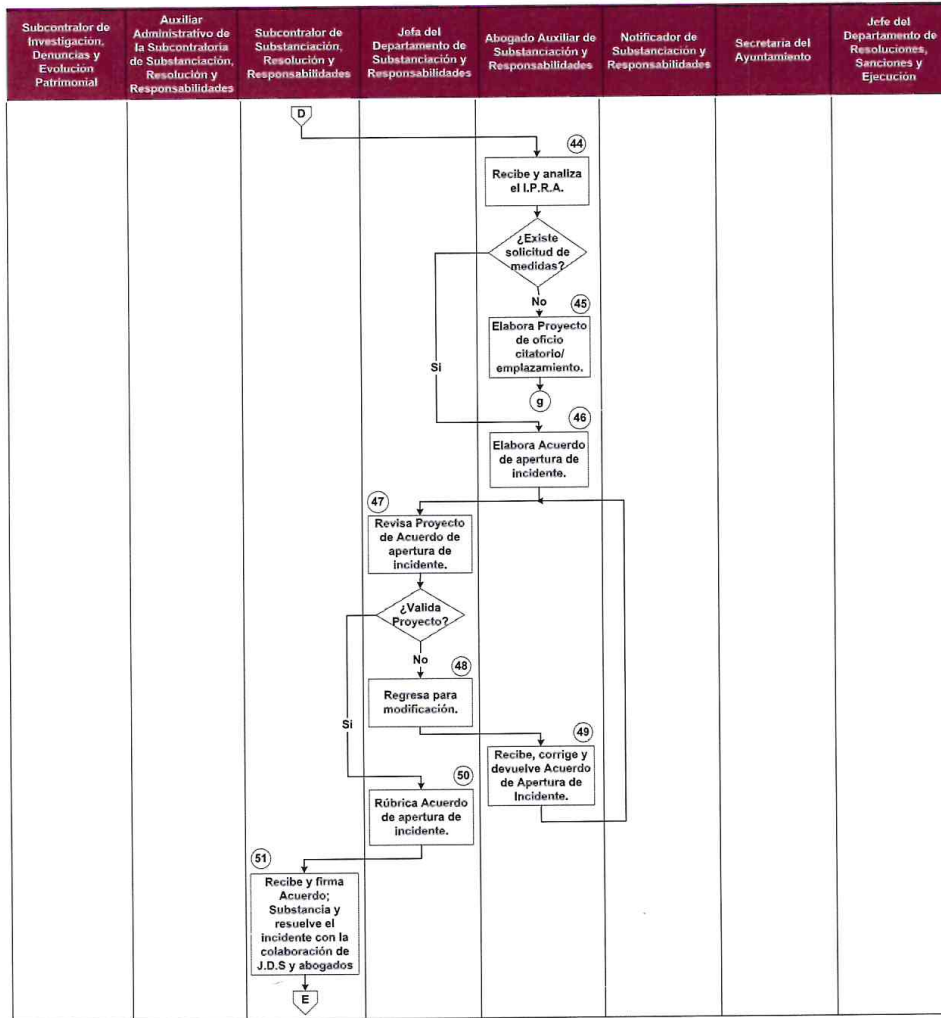 Subcontralor de
Investigación,
Denuncias y
Evolución
Patrimonial
Auxiliar
Administrativo de
la Subcontraloría
de Substanciación,
Resolución y
Responsabilidades
Subcontralor de
Substanciación,
Resolución y
Responsabilidades
Jefa del
Departamento de
Substanciación y
Responsabilidades
Abogado Auxiliar de
Substanciación y
Responsabilidades
Notificador de
Substanciación y
Responsabilidades
Secretaría del
Ayuntamiento
Jefe del
Departamento de
Resoluciones,
Sanciones y
Ejecución
D
44
Recibe y analiza
el I.P.R.A.
¿Existe
solicitud de
medidas?
No
45
Elabora Proyecto
de oficio
citatorio/
emplazamiento.
Si
g
46
Elabora Acuerdo
de apertura de
incidente.
47
Revisa Proyecto
de Acuerdo de
apertura de
incidente.
¿Valida
Proyecto?
No
48
Regresa para
modificación.
Si
49
Recibe, corrige y
devuelve Acuerdo
de Apertura de
Incidente.
50
Rúbrica Acuerdo
de apertura de
incidente.
51
Recibe y firma
Acuerdo;
Substancia y
resuelve el
incidente con la
colaboración de
J.D.S y abogados
E